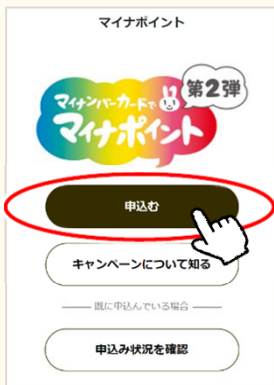 マイナポイント
第2弾
マイナンバーカードで
マイナポイント
申込む
キャンペーンについて知る
既に申込んでいる場合
申込み状況を確認